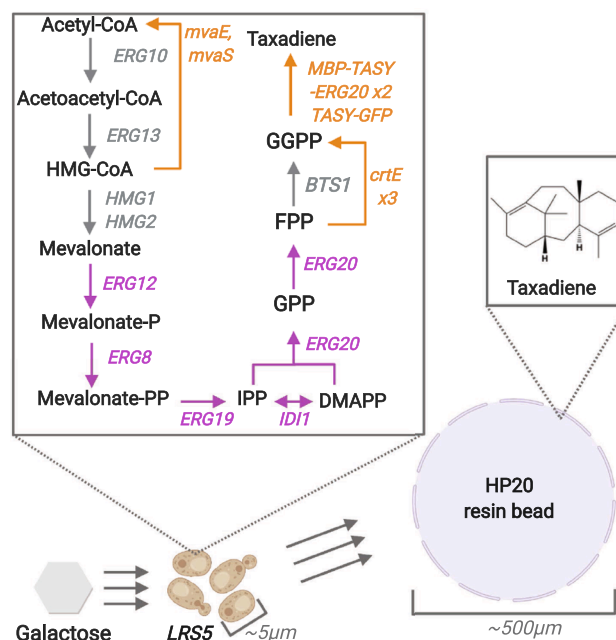 Acetyl-CoA
mvaE,
mvaS
ERG10
Acetoacetyl-CoA
ERG13
HMG-CoA
HMG1
HMG2
Mevalonate
ERG12
Mevalonate-P
ERG8
Mevalonate-PP
ERG19
IPP
IDI1
DMAPP
ERG20
GPP
ERG20
FPP
BTS1
crtE
x3
GGPP
MBP-TASY
-ERG20 x2
TASY-GFP
Taxadiene
H
H
Taxadiene
HP20
resin bead
Galactose
LRS5
~5μm
~500μm